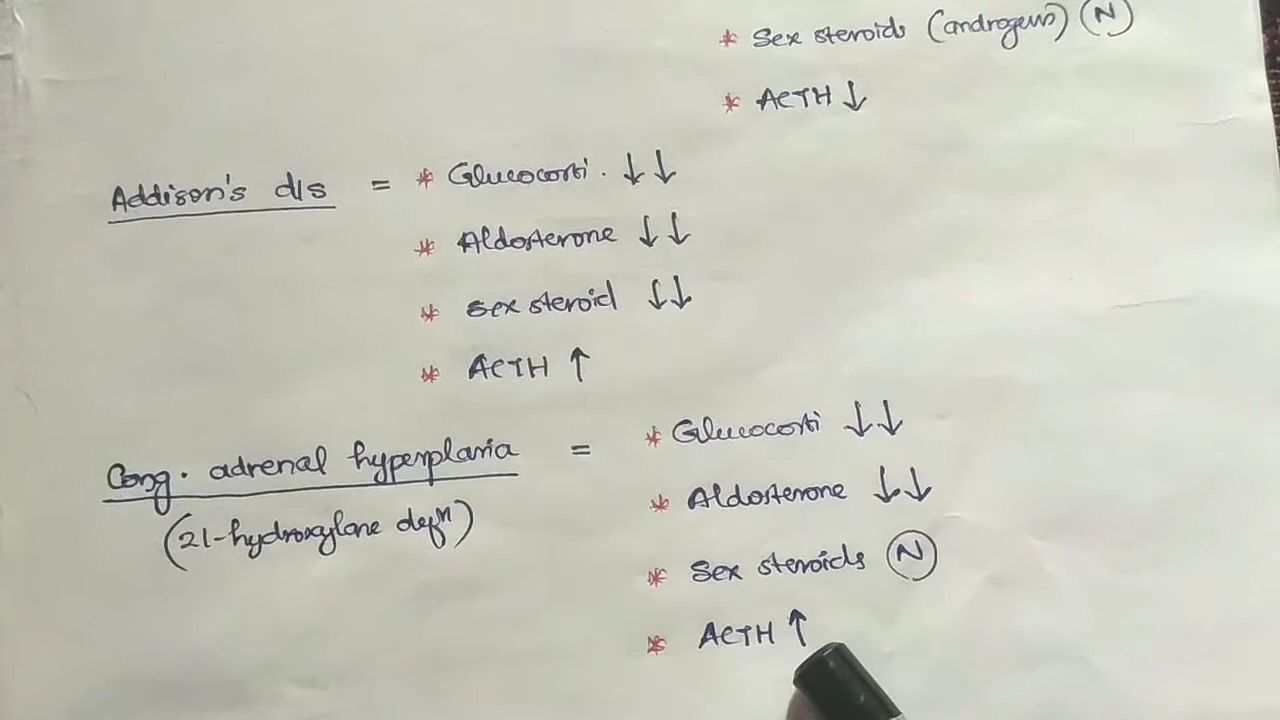 * Sex steroids (androgens) (N)
* ACTH ↓
Addison's d/s = * Glucocorti. ↓↓
* Aldosterone ↓↓
* sex steroid ↓↓
* ACTH ↑
Cong. adrenal hyperplasia = * Glucocorti ↓↓
(21-hydroxylase defⁿ)
* Aldosterone ↓↓
* Sex steroids (N)
* ACTH ↑